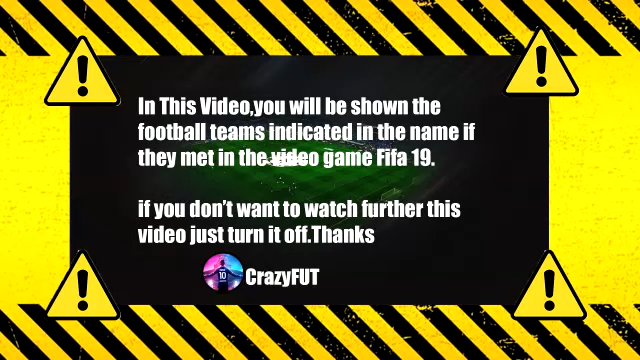 In This Video,you will be shown the
football teams indicated in the name if
they met in the video game Fifa 19.
if you don't want to watch further this
video just turn it off.Thanks
10
CrazyFUT